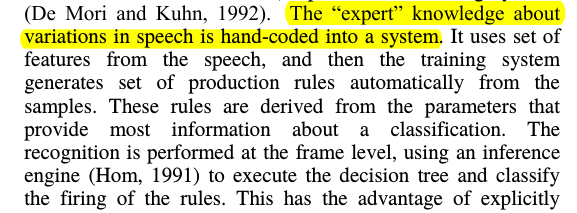 (De Mori and Kuhn, 1992). The “expert” knowledge about
variations in speech is hand-coded into a system. It uses set of
features from the speech, and then the training system
generates set of production rules automatically from the
samples. These rules are derived from the parameters that
provide most information about a classification. The
recognition is performed at the frame level, using an inference
engine (Hom, 1991) to execute the decision tree and classify
the firing of the rules. This has the advantage of explicitly